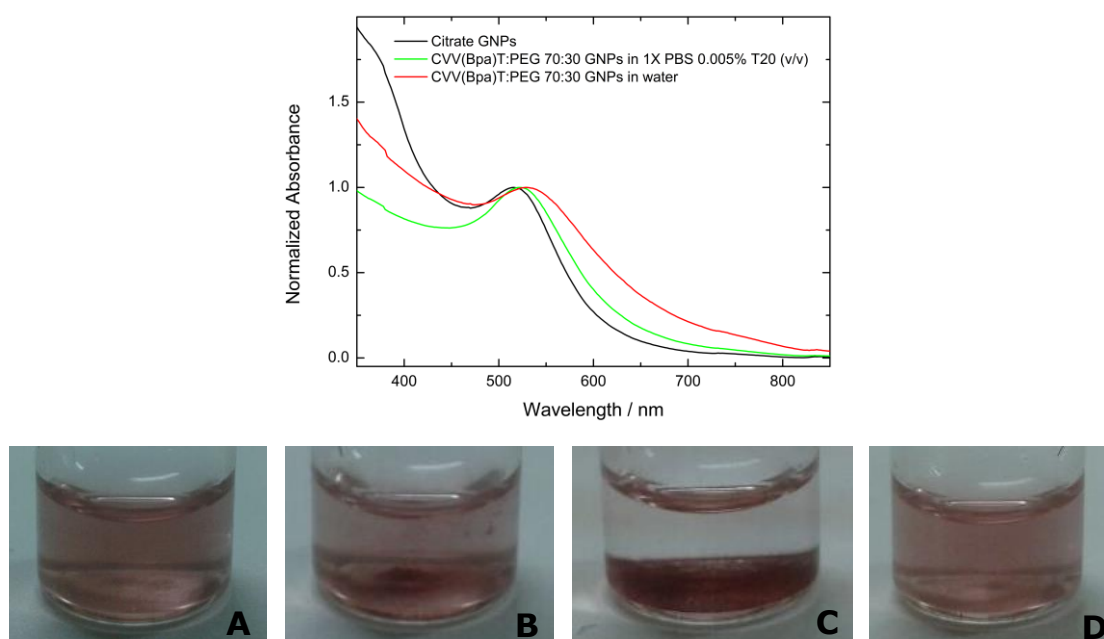 Citrate GNPs
CVV(Bpa)T:PEG 70:30 GNPs in 1X PBS 0.005% T20 (v/v)
CVV(Bpa)T:PEG 70:30 GNPs in water
Normalized Absorbance
1.5
1.0
0.5
0.0
400 500 600 700 800
Wavelength / nm
A B C D